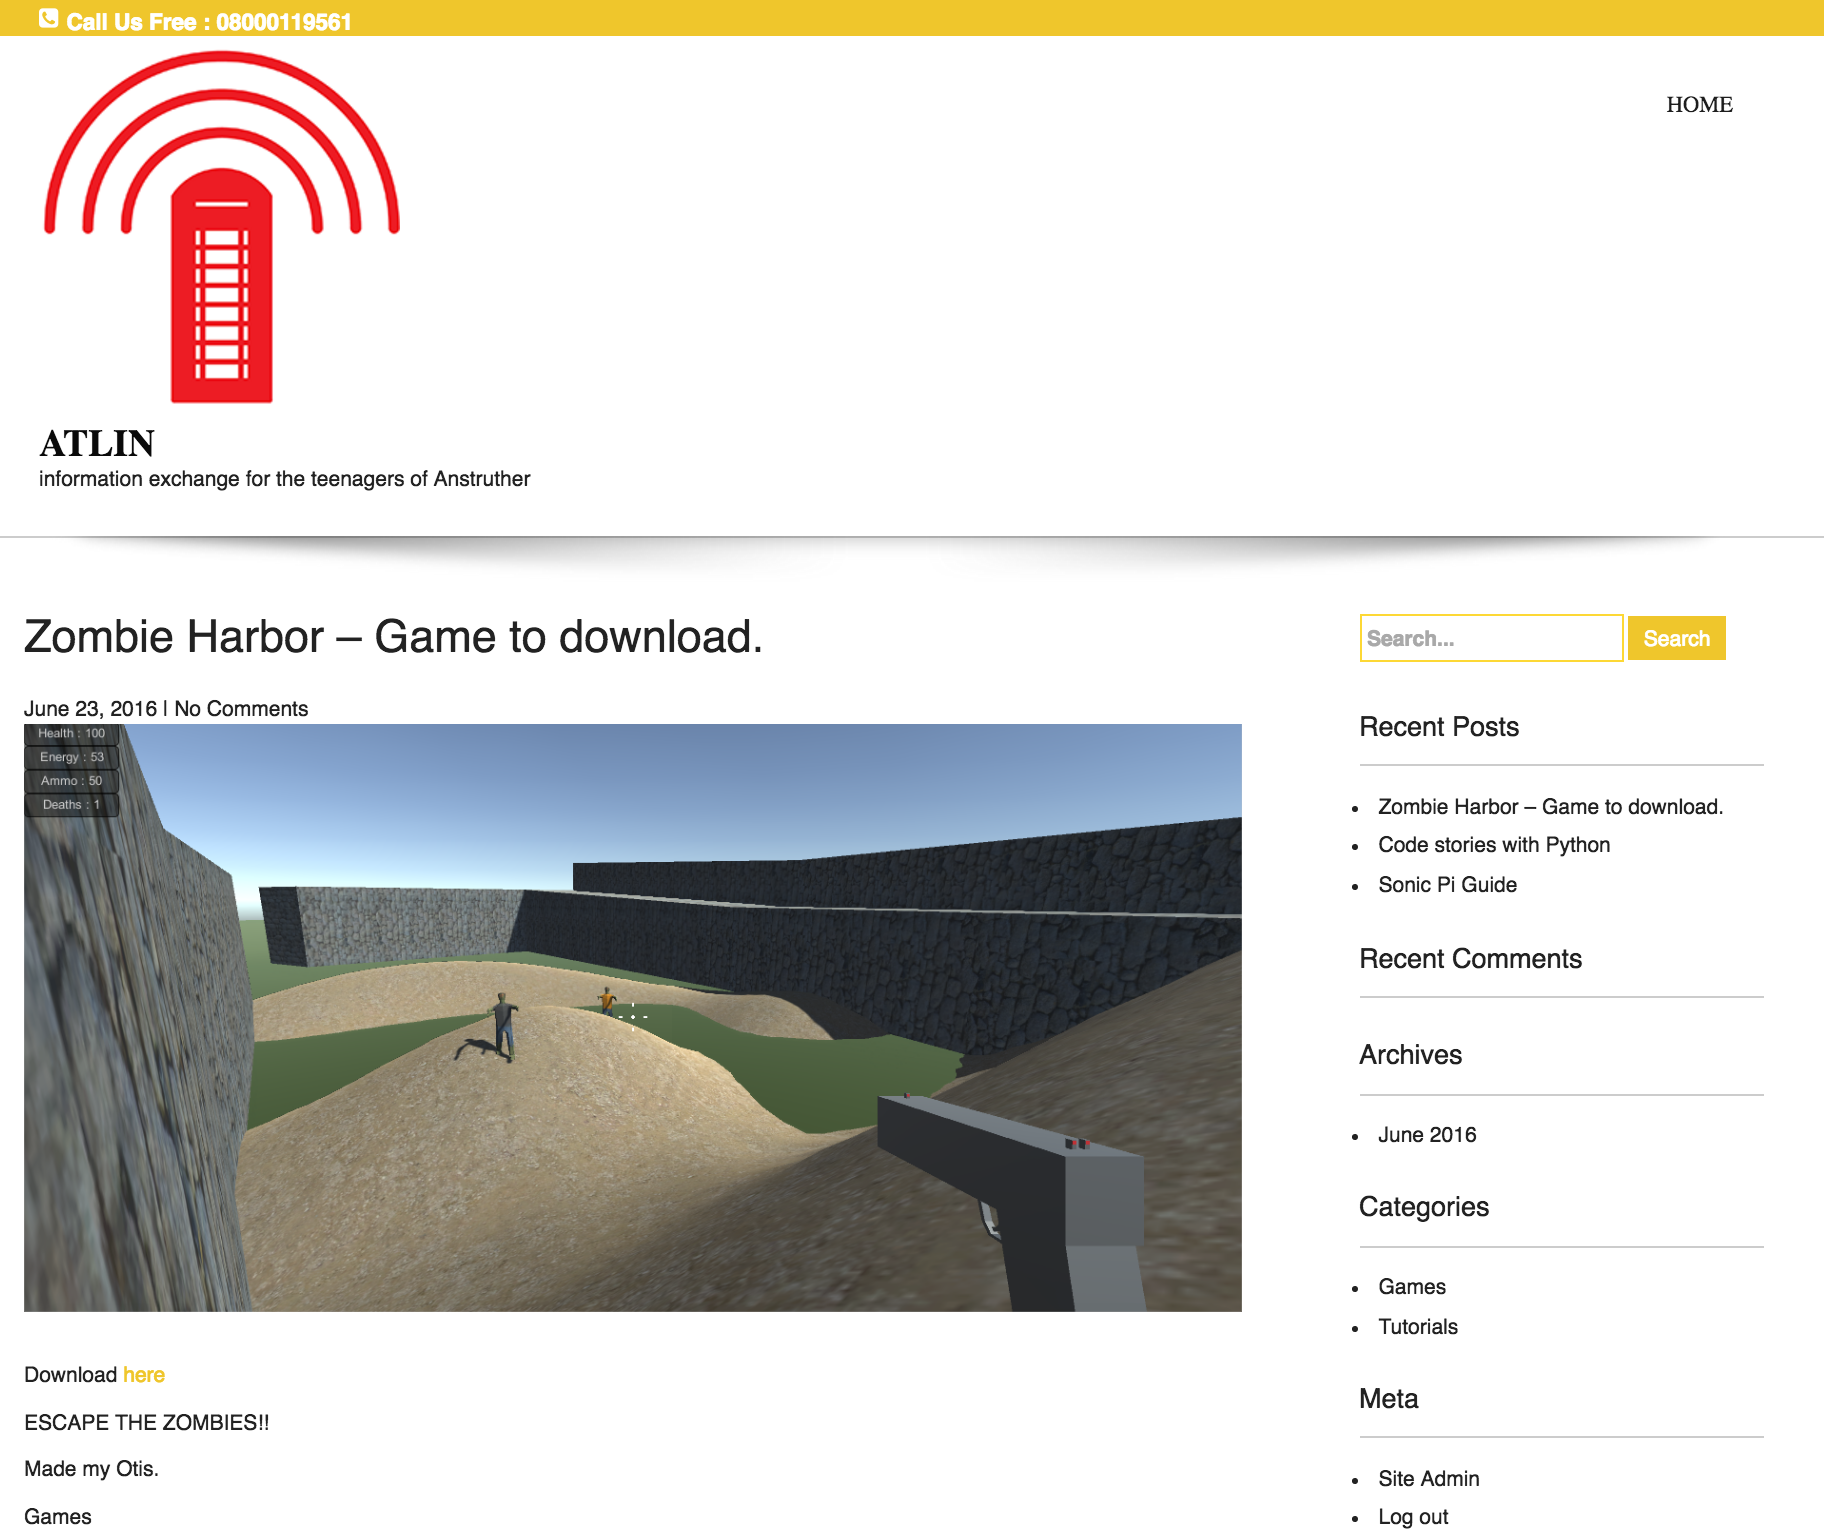 Call Us Free : 08000119561
HOME
ATLIN
information exchange for the teenagers of Anstruther
Zombie Harbor – Game to download.
June 23, 2016 | No Comments
Health : 100
Energy : 53
Ammo : 50
Deaths : 1
Download here
ESCAPE THE ZOMBIES!!
Made my Otis.
Games
Search...
Search
Recent Posts
Zombie Harbor – Game to download.
Code stories with Python
Sonic Pi Guide
Recent Comments
Archives
June 2016
Categories
Games
Tutorials
Meta
Site Admin
Log out